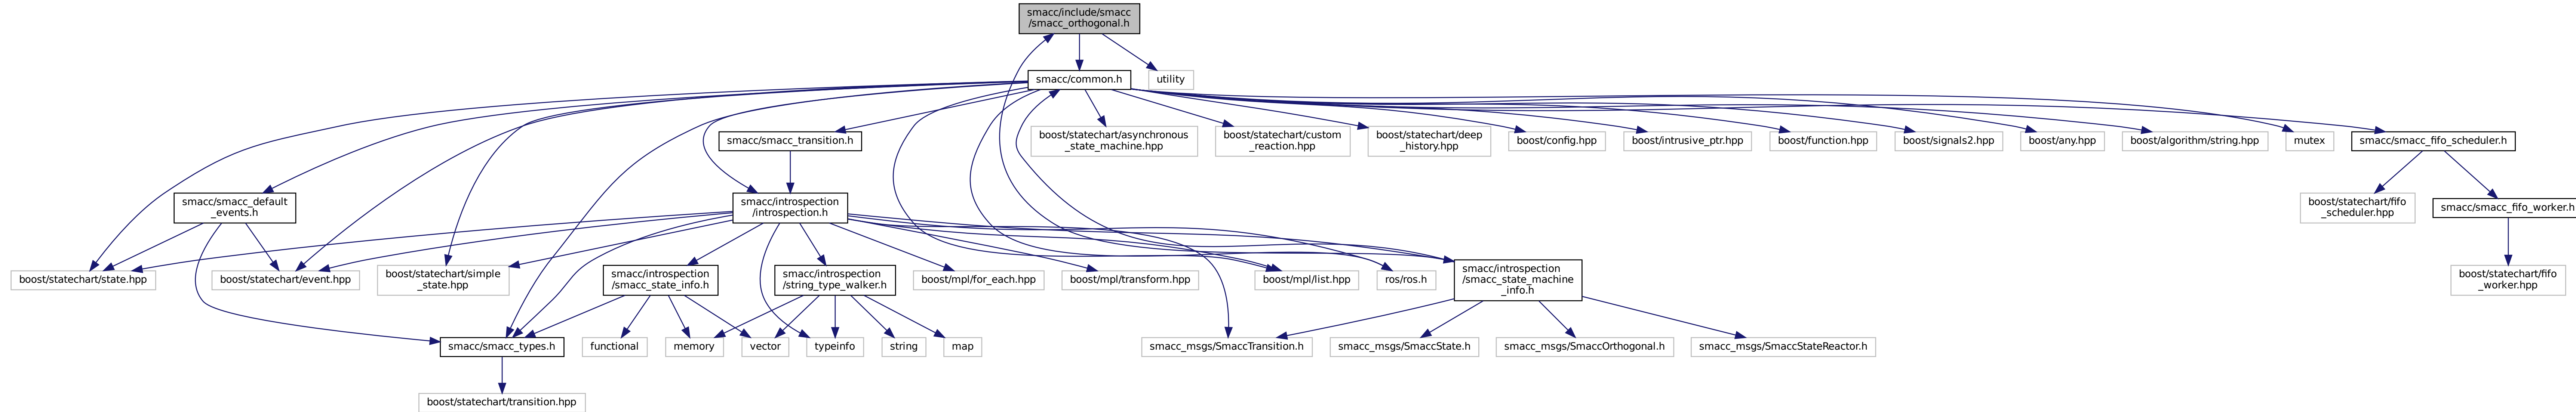 smacc/include/smacc
/smacc_orthogonal.h
smacc/common.h
utility
smacc/smacc_transition.h
boost/statechart/asynchronous
_state_machine.hpp
boost/statechart/custom
_reaction.hpp
boost/statechart/deep
_history.hpp
boost/config.hpp
boost/intrusive_ptr.hpp
boost/function.hpp
boost/signals2.hpp
boost/any.hpp
boost/algorithm/string.hpp
mutex
smacc/smacc_fifo_scheduler.h
smacc/smacc_default
_events.h
smacc/introspection
/introspection.h
boost/statechart/fifo
_scheduler.hpp
smacc/smacc_fifo_worker.h
boost/statechart/state.hpp
boost/statechart/event.hpp
boost/statechart/simple
_state.hpp
smacc/introspection
/smacc_state_info.h
smacc/introspection
/string_type_walker.h
boost/mpl/for_each.hpp
boost/mpl/transform.hpp
boost/mpl/list.hpp
ros/ros.h
smacc/introspection
/smacc_state_machine
_info.h
boost/statechart/fifo
_worker.hpp
smacc/smacc_types.h
functional
memory
vector
typeinfo
string
map
smacc_msgs/SmaccTransition.h
smacc_msgs/SmaccState.h
smacc_msgs/SmaccOrthogonal.h
smacc_msgs/SmaccStateReactor.h
boost/statechart/transition.hpp